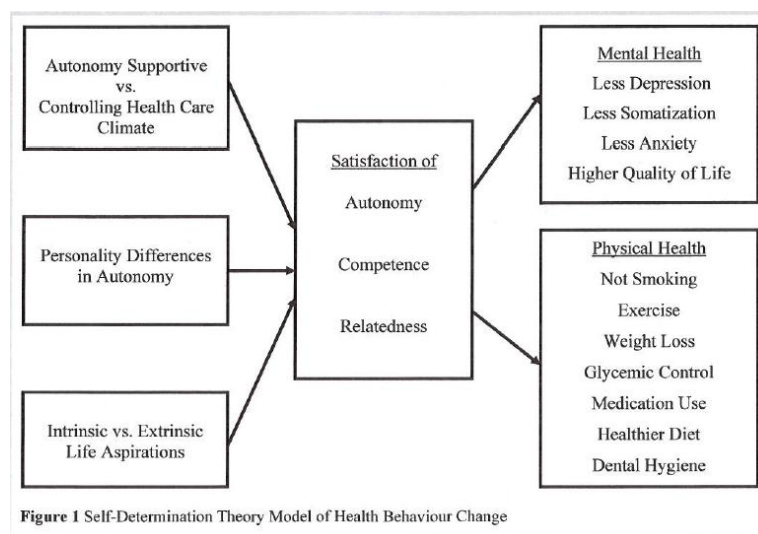 Autonomy Supportive
vs.
Controlling Health Care
Climate
Personality Differences
in Autonomy
Intrinsic vs. Extrinsic
Life Aspirations
Satisfaction of
Autonomy
Competence
Relatedness
Mental Health
Less Depression
Less Somatization
Less Anxiety
Higher Quality of Life
Physical Health
Not Smoking
Exercise
Weight Loss
Glycemic Control
Medication Use
Healthier Diet
Dental Hygiene
Figure 1 Self-Determination Theory Model of Health Behaviour Change